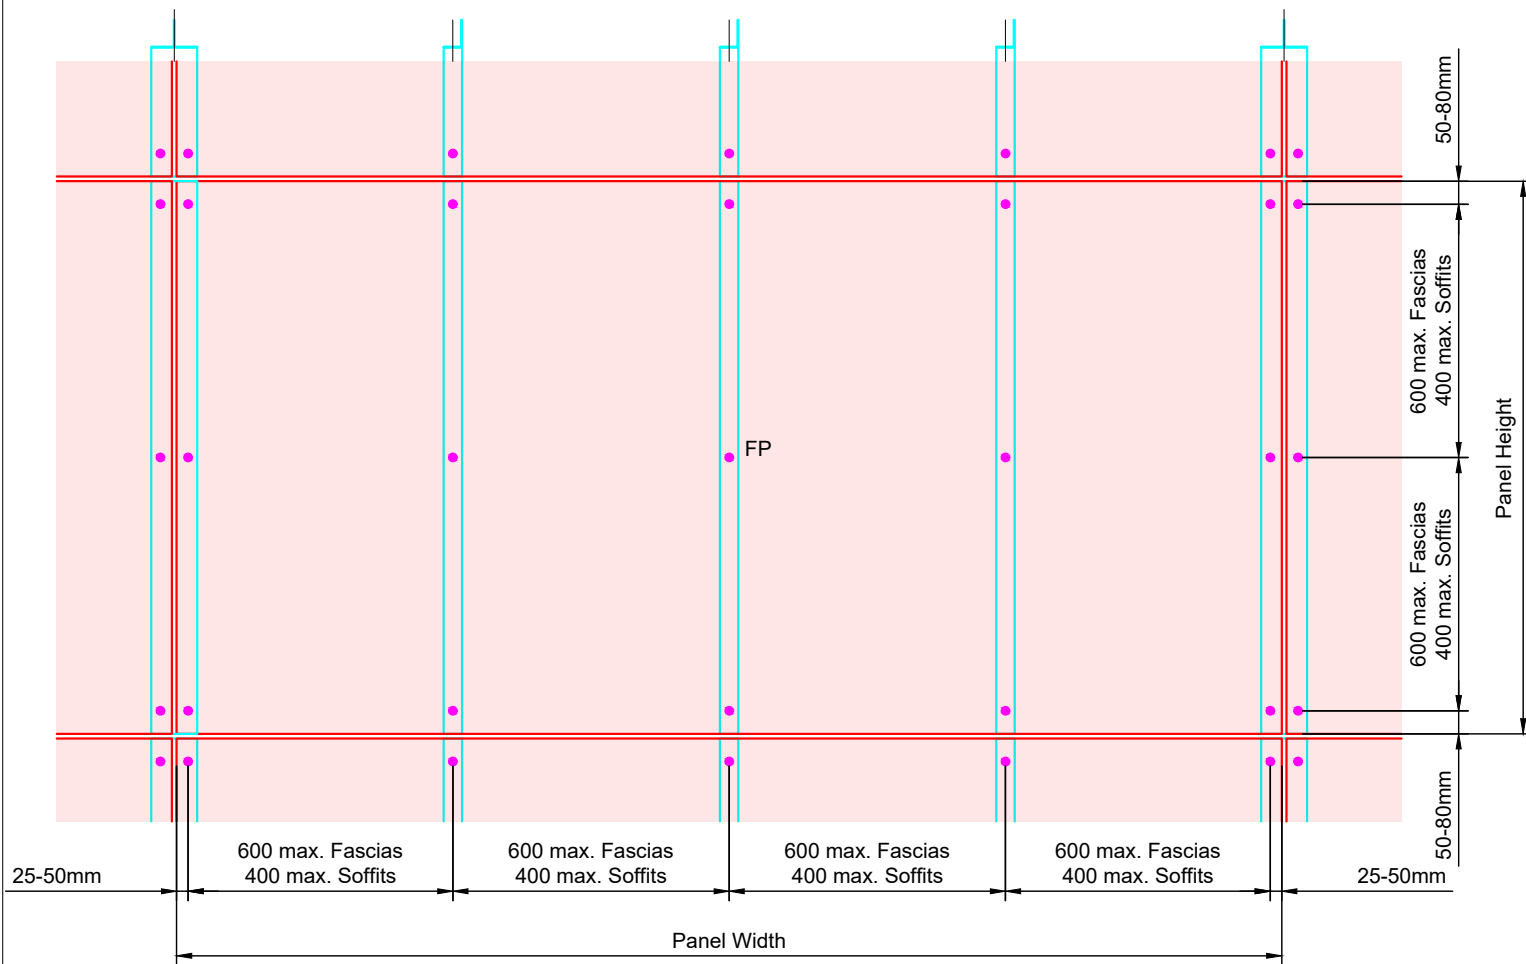 50-80mm
600 max. Fascias
400 max. Soffits
Panel Height
FP
600 max. Fascias
400 max. Soffits
50-80mm
25-50mm
600 max. Fascias
400 max. Soffits
600 max. Fascias
400 max. Soffits
600 max. Fascias
400 max. Soffits
600 max. Fascias
400 max. Soffits
25-50mm
Panel Width